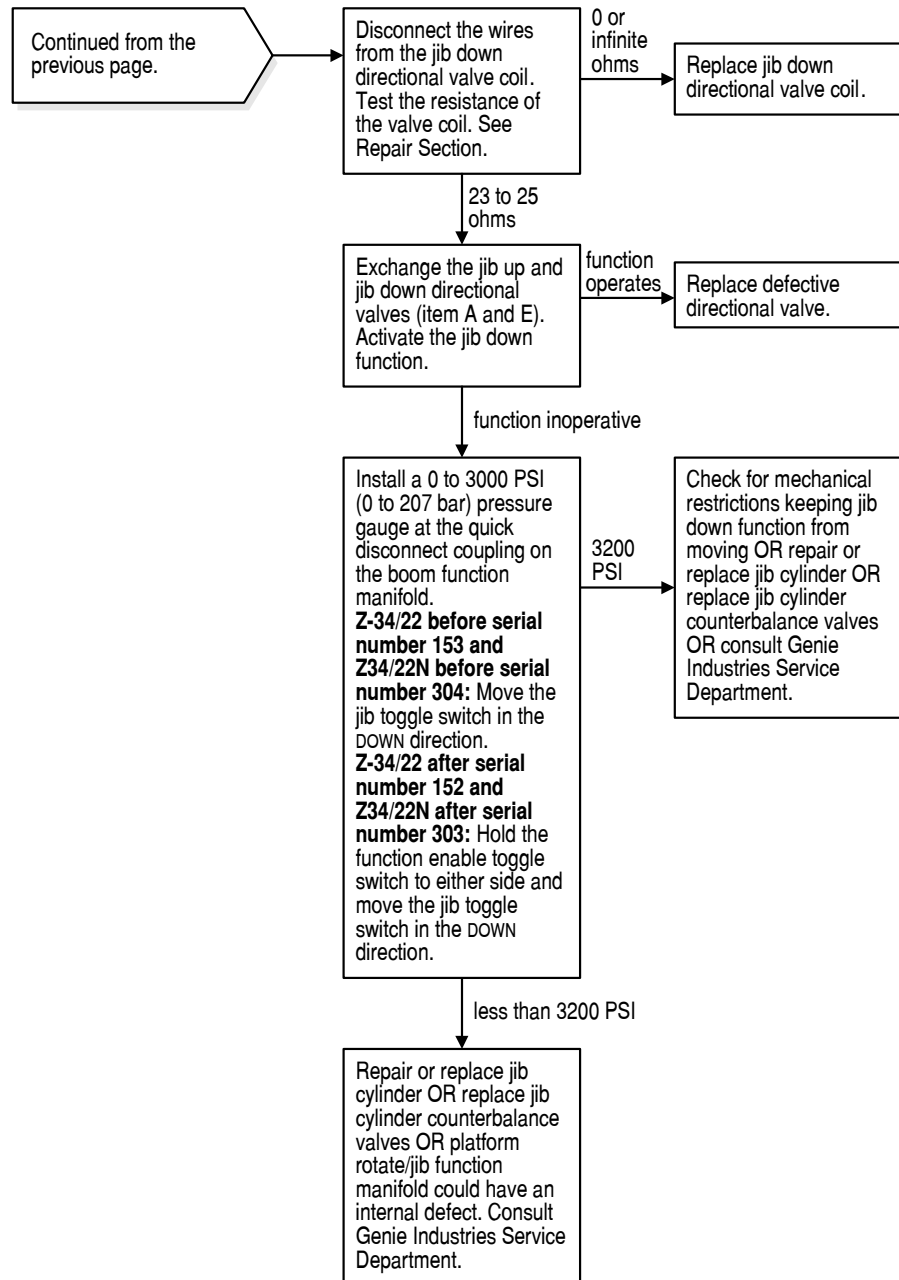 Continued from the
previous page.
Disconnect the wires
from the jib down
directional valve coil.
Test the resistance of
the valve coil. See
Repair Section.
0 or
infinite
ohms
Replace jib down
directional valve coil.
23 to 25
ohms
Exchange the jib up and
jib down directional
valves (item A and E).
Activate the jib down
function.
function
operates
Replace defective
directional valve.
function inoperative
Install a 0 to 3000 PSI
(0 to 207 bar) pressure
gauge at the quick
disconnect coupling on
the boom function
manifold.
Z-34/22 before serial
number 153 and
Z34/22N before serial
number 304: Move the
jib toggle switch in the
DOWN direction.
Z-34/22 after serial
number 152 and
Z34/22N after serial
number 303: Hold the
function enable toggle
switch to either side and
move the jib toggle
switch in the DOWN
direction.
3200
PSI
Check for mechanical
restrictions keeping jib
down function from
moving OR repair or
replace jib cylinder OR
replace jib cylinder
counterbalance valves
OR consult Genie
Industries Service
Department.
less than 3200 PSI
Repair or replace jib
cylinder OR replace jib
cylinder counterbalance
valves OR platform
rotate/jib function
manifold could have an
internal defect. Consult
Genie Industries Service
Department.